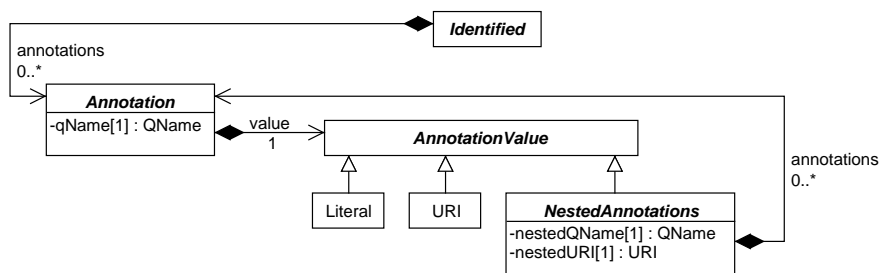 Identified
annotations
0..*
Annotation
-qName[1] : QName
value
1
AnnotationValue
annotations
0..*
Literal
URI
NestedAnnotations
-nestedQName[1] : QName
-nestedURI[1] : URI